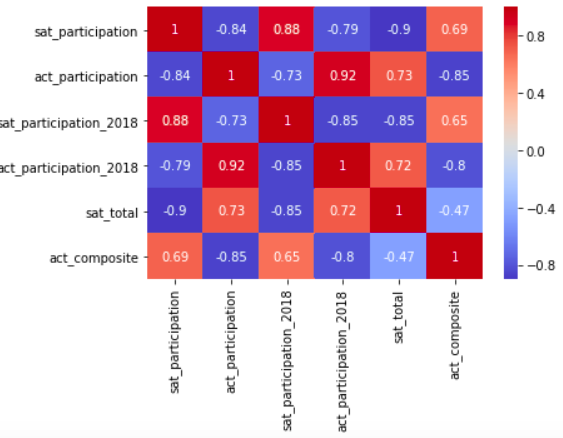 sat_participation 1 -0.84 0.88 -0.79 -0.9 0.69
act_participation -0.84 1 -0.73 0.92 0.73 -0.85
sat_participation_2018 0.88 -0.73 1 -0.85 -0.85 0.65
act_participation_2018 -0.79 0.92 -0.85 1 0.72 -0.8
sat_total -0.9 0.73 -0.85 0.72 1 -0.47
act_composite 0.69 -0.85 0.65 -0.8 -0.47 1
sat_participation
act_participation
sat_participation_2018
act_participation_2018
sat_total
act_composite
0.8
0.4
0.0
−0.4
−0.8